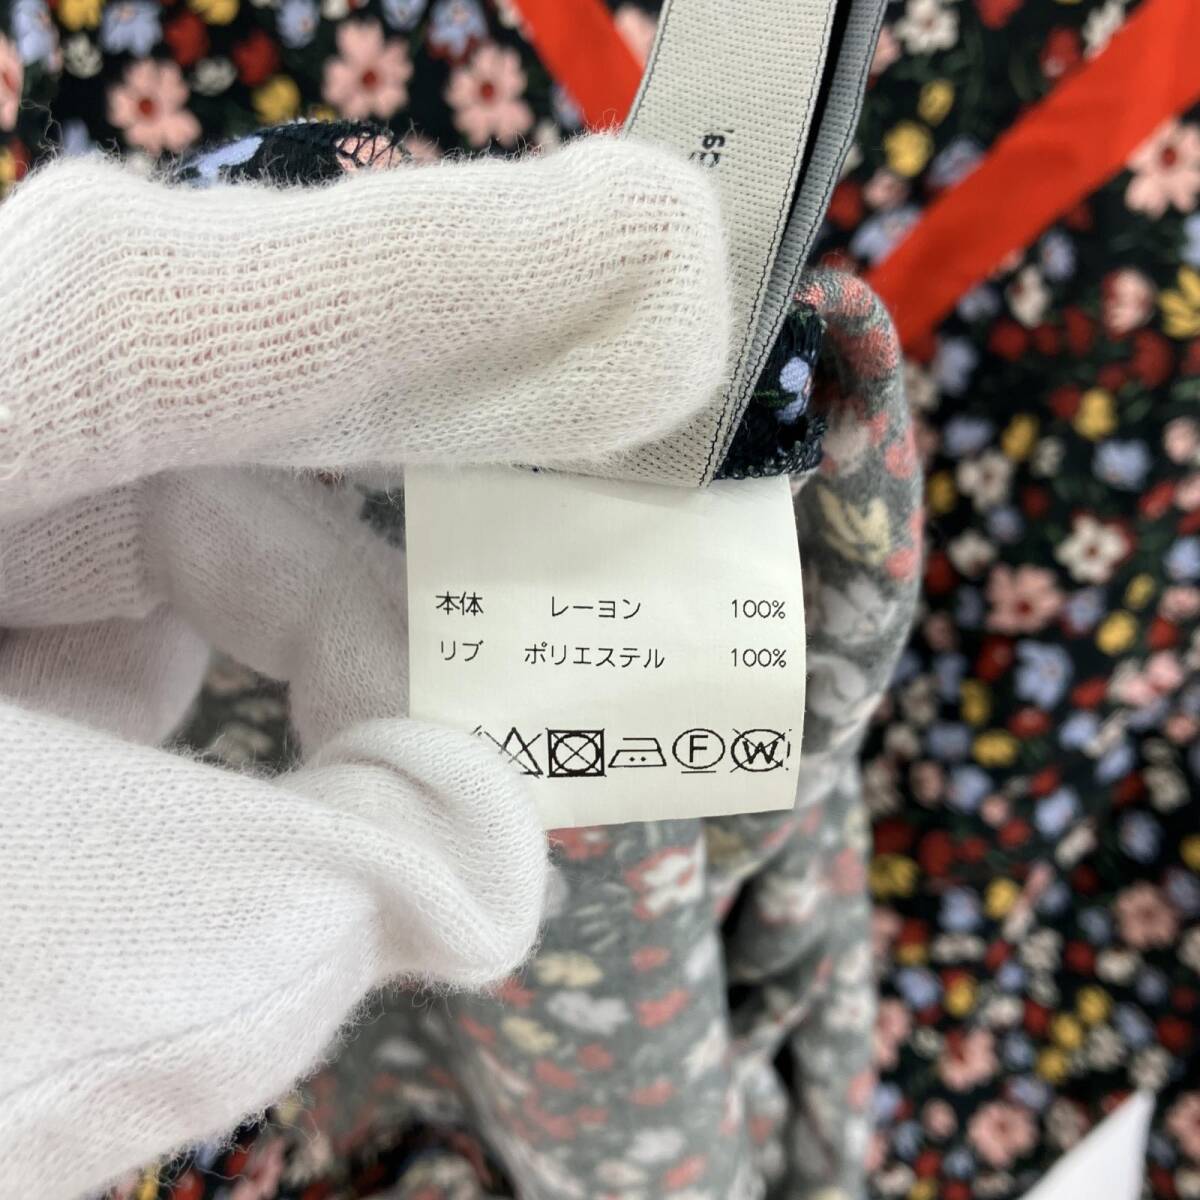 本体 レーヨン 100%
リブ ポリエステル 100%
F W